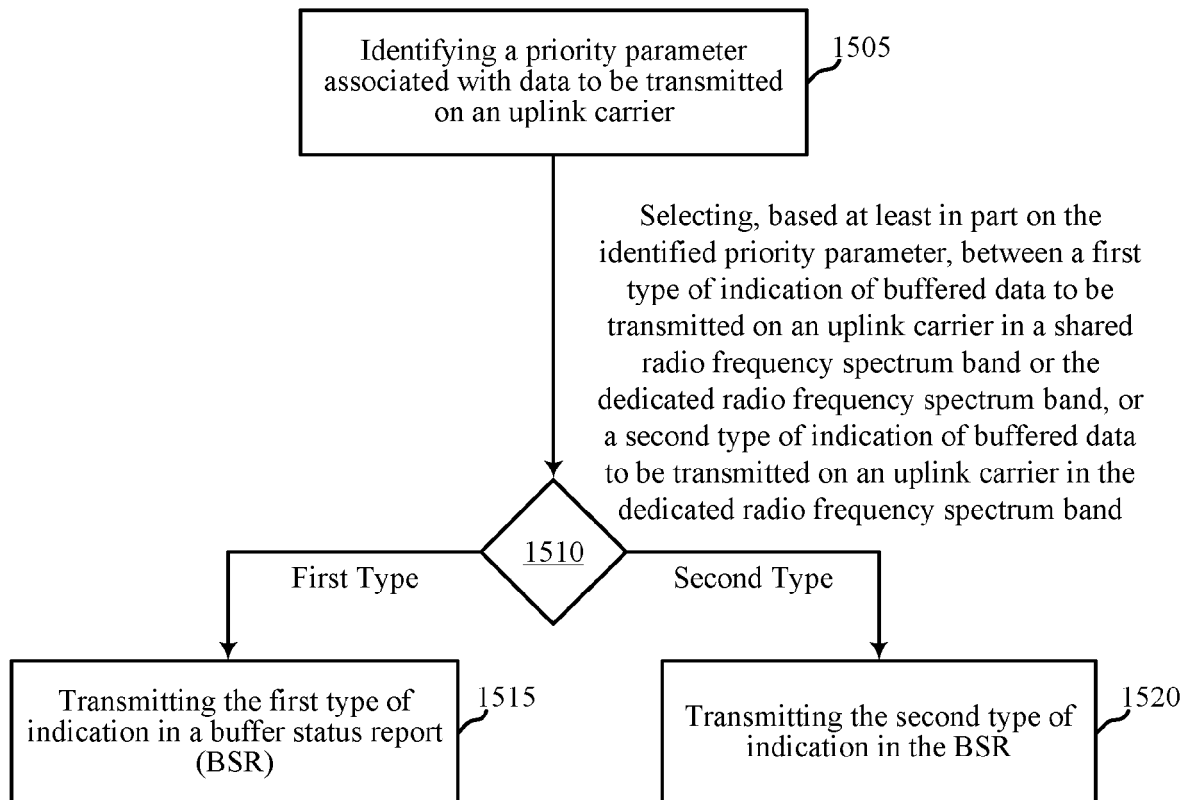 Identifying a priority parameter
associated with data to be transmitted
on an uplink carrier
1505
Selecting, based at least in part on the
identified priority parameter, between a first
type of indication of buffered data to be
transmitted on an uplink carrier in a shared
radio frequency spectrum band or the
dedicated radio frequency spectrum band, or
a second type of indication of buffered data
to be transmitted on an uplink carrier in the
dedicated radio frequency spectrum band
1510
First Type
Second Type
Transmitting the first type of
indication in a buffer status report
(BSR)
1515
Transmitting the second type of
indication in the BSR
1520